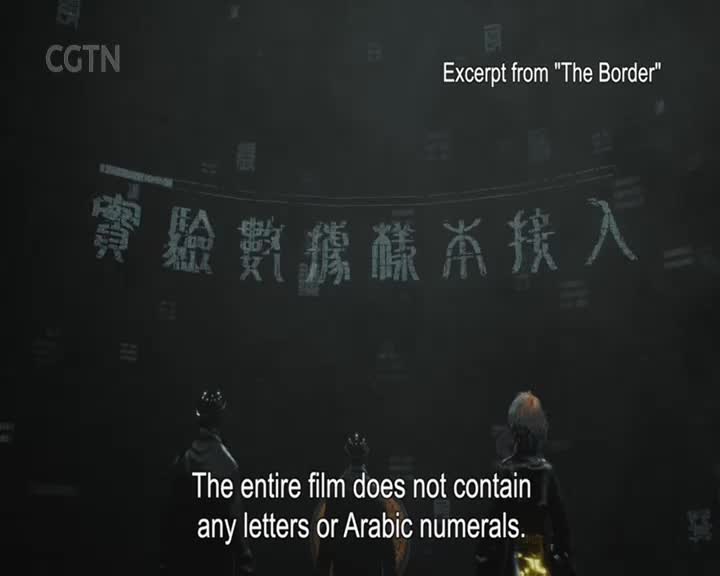 CGTN
Excerpt from "The Border"
實驗數據樣本接入
The entire film does not contain
any letters or Arabic numerals.